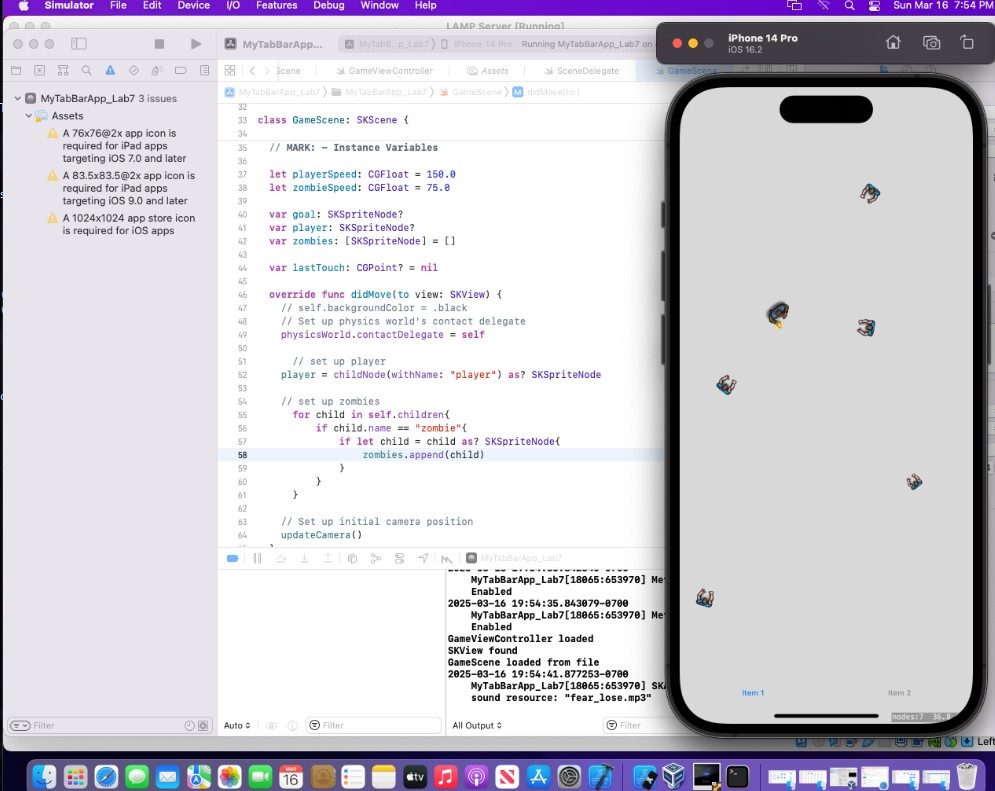 Simulator File Edit Device I/O Features Debug Window Help Sun Mar 16 7:54 PM
LAMP Server [Running]
MyTabBarApp... MyTabB...p_Lab7 iPhone 14 Pro Running MyTabBarApp_Lab7 on
iPhone 14 Pro
iOS 16.2
Scene GameViewController Assets SceneDelegate GameScene
MyTabBarApp_Lab7 MyTabBarApp_Lab7 GameScene didMove(to:)
MyTabBarApp_Lab7 3 issues
Assets
A 76x76@2x app icon is
required for iPad apps
targeting iOS 7.0 and later
A 83.5x83.5@2x app icon is
required for iPad apps
targeting iOS 9.0 and later
A 1024x1024 app store icon
is required for iOS apps
32
33 class GameScene: SKScene {
34
35 // MARK: - Instance Variables
36
37 let playerSpeed: CGFloat = 150.0
38 let zombieSpeed: CGFloat = 75.0
39
40 var goal: SKSpriteNode?
41 var player: SKSpriteNode?
42 var zombies: [SKSpriteNode] = []
43
44 var lastTouch: CGPoint? = nil
45
46 override func didMove(to view: SKView) {
47 // self.backgroundColor = .black
48 // Set up physics world's contact delegate
49 physicsWorld.contactDelegate = self
50
51 // set up player
52 player = childNode(withName: "player") as? SKSpriteNode
53
54 // set up zombies
55 for child in self.children{
56 if child.name == "zombie"{
57 if let child = child as? SKSpriteNode{
58 zombies.append(child)
59 }
60 }
61 }
62
63 // Set up initial camera position
64 updateCamera()
MyTabBarApp_Lab7
MyTabBarApp_Lab7[18065:653970] Me
Enabled
2025-03-16 19:54:35.843079-0700
MyTabBarApp_Lab7[18065:653970] Me
Enabled
GameViewController loaded
SKView found
GameScene loaded from file
2025-03-16 19:54:41.877253-0700
MyTabBarApp_Lab7[18065:653970] SKA
sound resource: "fear_lose.mp3"
Item 1 Item 2
nodes:7 36.8
Filter Auto Filter All Output Filter
Left
MAR
16
tv